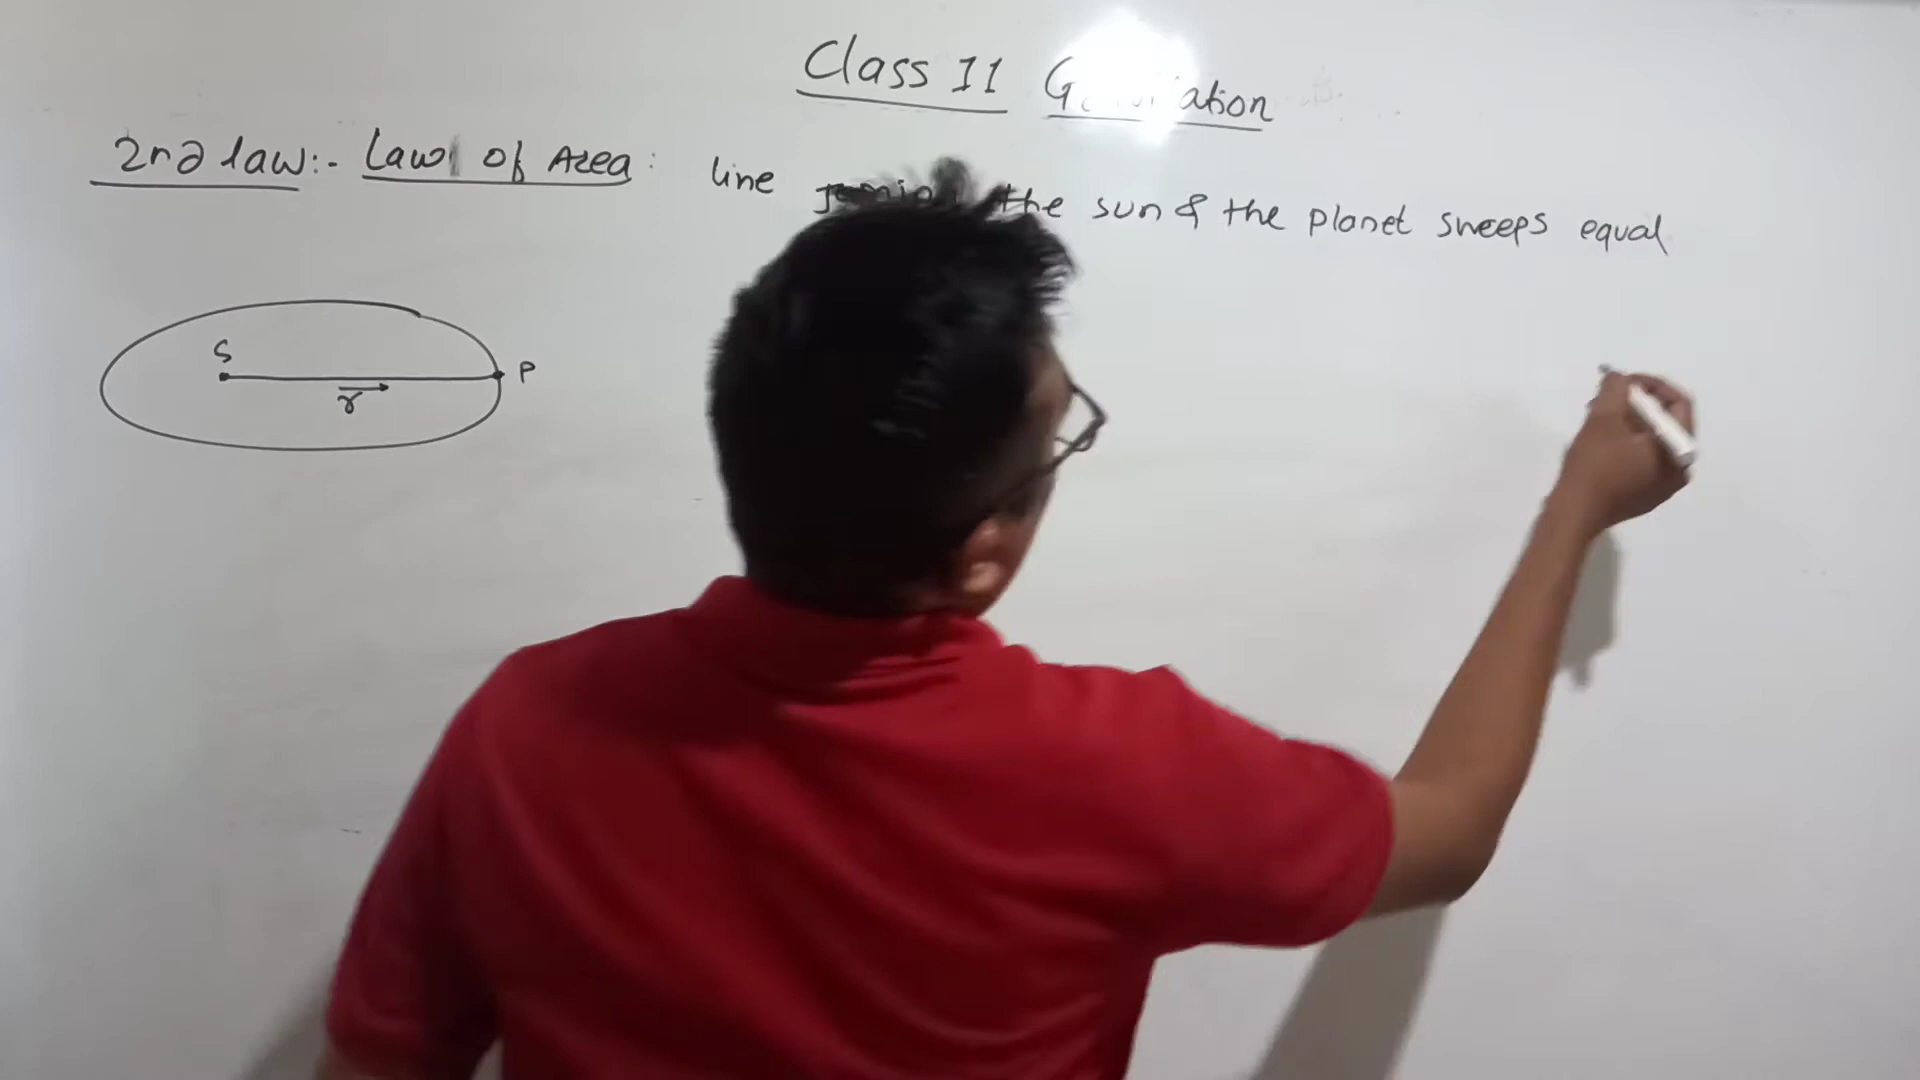 Class 11
2nd law:- Law of Area: line the sun & the planet sweeps equal
S
P
r